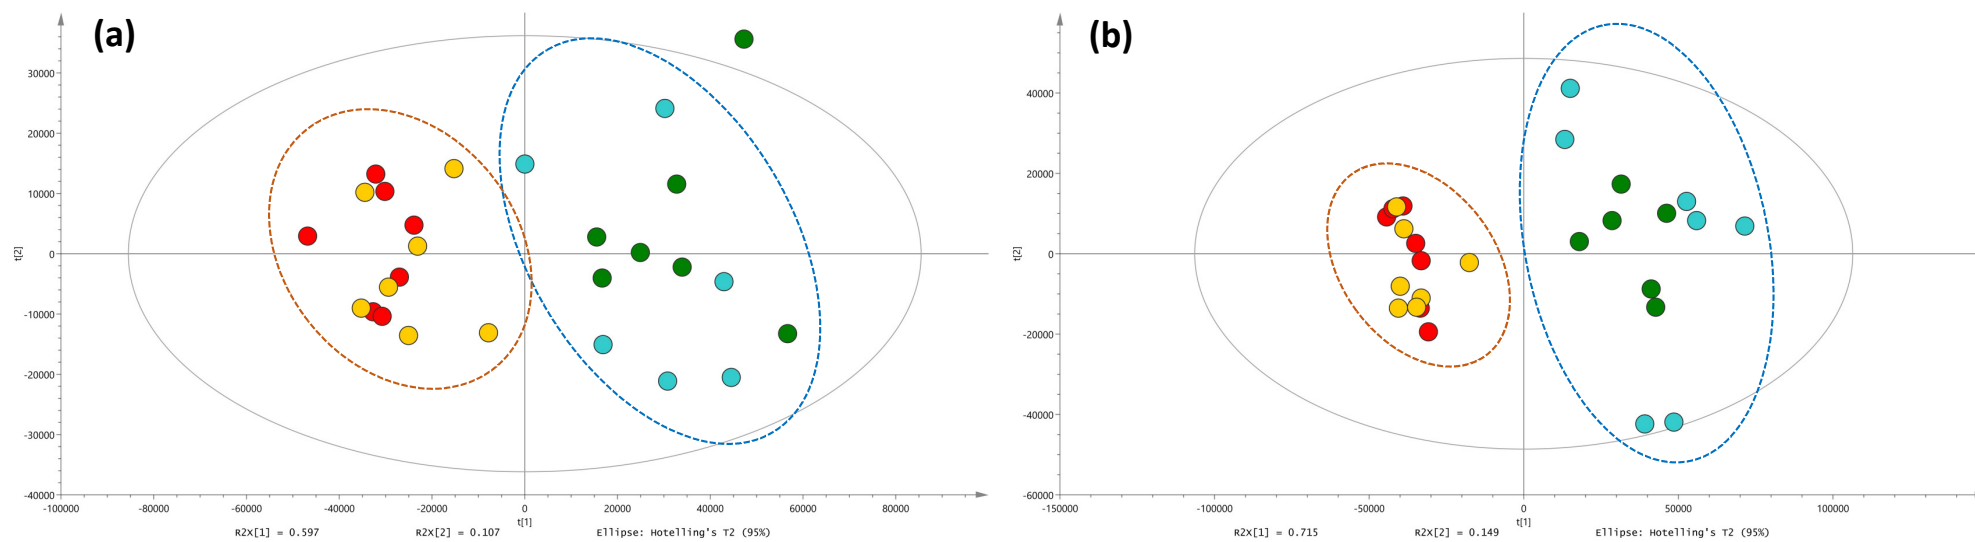 (a)
t[2]
30000
20000
10000
0
-10000
-20000
-30000
-40000
-100000 -80000 -60000 -40000 -20000 0 20000 40000 60000 80000
t[1]
R2X[1] = 0.597 R2X[2] = 0.107 Ellipse: Hotelling's T2 (95%)
(b)
t[2]
40000
20000
0
-20000
-40000
-60000
-150000 -100000 -50000 0 50000 100000
t[1]
R2X[1] = 0.715 R2X[2] = 0.149 Ellipse: Hotelling's T2 (95%)